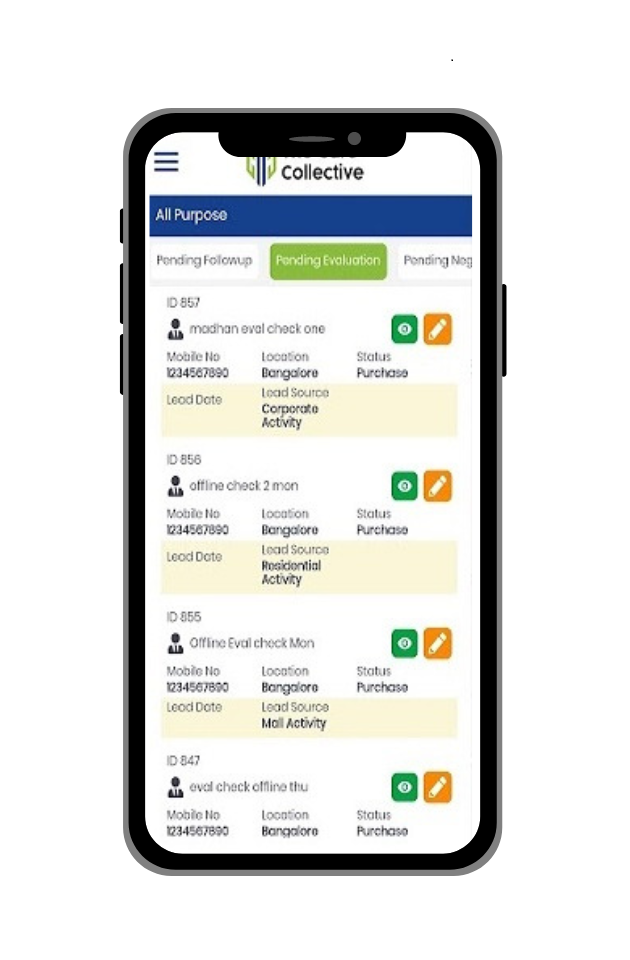 Collective
All Purpose
Pending Followup Pending Evaluation Pending Neg
ID 857
madhan eval check one
Mobile No Location Status
1234567890 Bangalore Purchase
Lead Date Lead Source
Corporate
Activity
ID 856
offline check 2 mon
Mobile No Location Status
1234567890 Bangalore Purchase
Lead Date Lead Source
Residential
Activity
ID 855
Offline Eval check Mon
Mobile No Location Status
1234567890 Bangalore Purchase
Lead Date Lead Source
Mall Activity
ID 847
eval check offline thu
Mobile No Location Status
1234567890 Bangalore Purchase